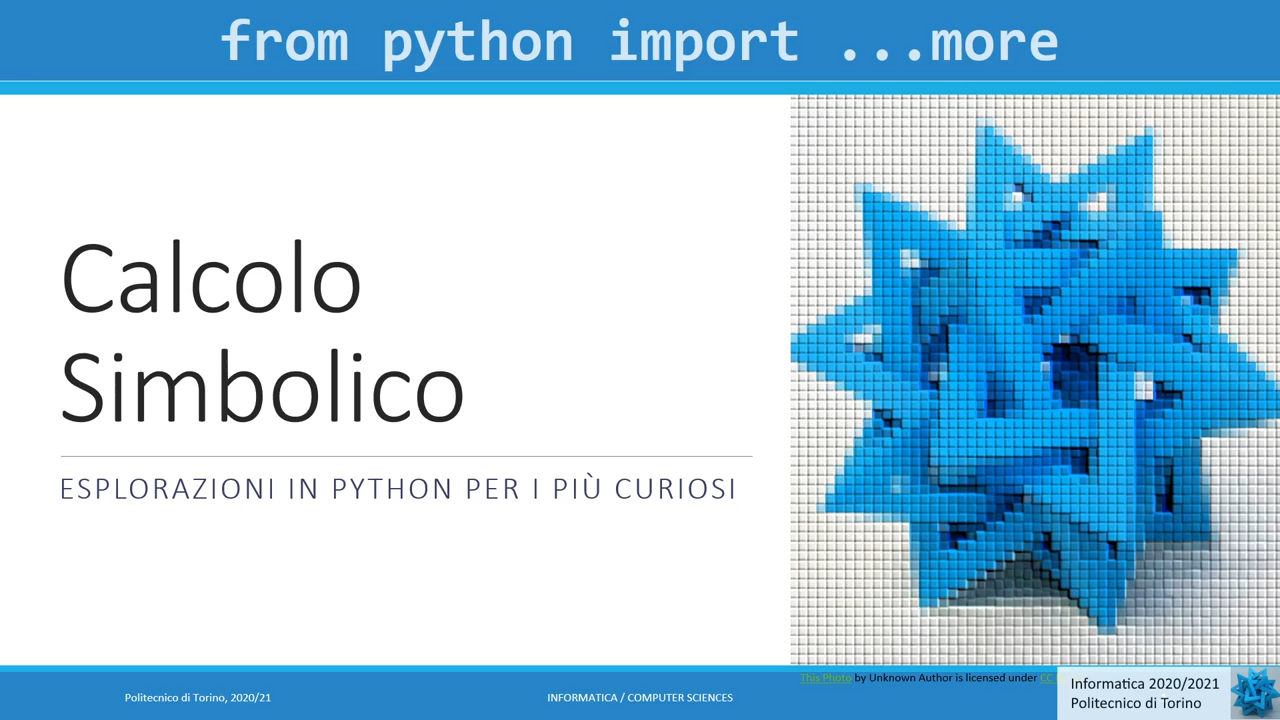 from python import ...more
Calcolo
Simbolico
ESPLORAZIONI IN PYTHON PER I PIÙ CURIOSI
This Photo by Unknown Author is licensed under CC
Politecnico di Torino, 2020/21
INFORMATICA / COMPUTER SCIENCES
Informatica 2020/2021
Politecnico di Torino